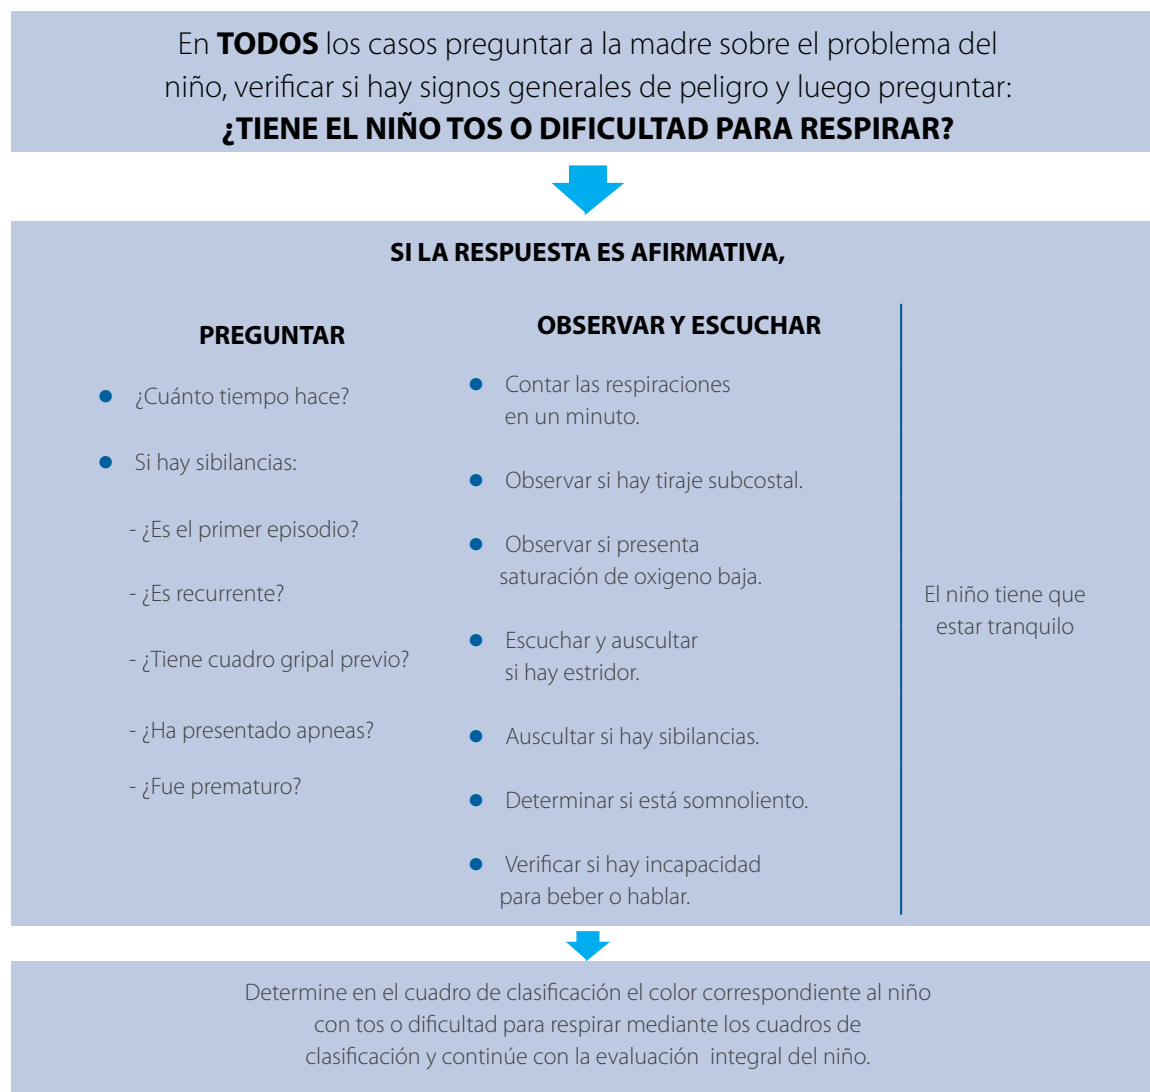 En TODOS los casos preguntar a la madre sobre el problema del
niño, verificar si hay signos generales de peligro y luego preguntar:
¿TIENE EL NIÑO TOS O DIFICULTAD PARA RESPIRAR?
SI LA RESPUESTA ES AFIRMATIVA,
PREGUNTAR
● ¿Cuánto tiempo hace?
● Si hay sibilancias:
- ¿Es el primer episodio?
- ¿Es recurrente?
- ¿Tiene cuadro gripal previo?
- ¿Ha presentado apneas?
- ¿Fue prematuro?
OBSERVAR Y ESCUCHAR
● Contar las respiraciones
en un minuto.
● Observar si hay tiraje subcostal.
● Observar si presenta
saturación de oxigeno baja.
● Escuchar y auscultar
si hay estridor.
● Auscultar si hay sibilancias.
● Determinar si está somnoliento.
● Verificar si hay incapacidad
para beber o hablar.
El niño tiene que
estar tranquilo
Determine en el cuadro de clasificación el color correspondiente al niño
con tos o dificultad para respirar mediante los cuadros de
clasificación y continúe con la evaluación integral del niño.